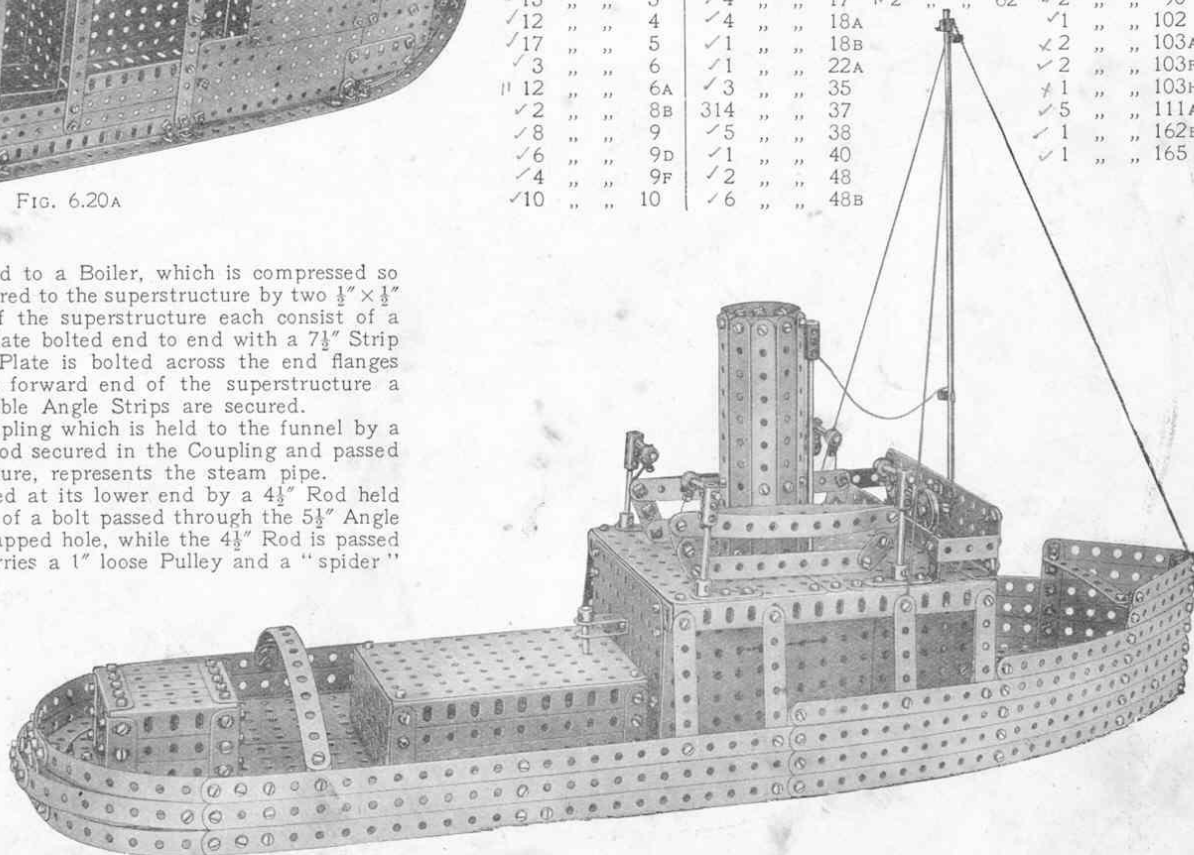 ✓12 ,, ,, 4 ✓4 ,, ,, 18A ✓1 ,, ,, 102
✓17 ,, ,, 5 ✓1 ,, ,, 18B ✓2 ,, ,, 103A
✓3 ,, ,, 6 ✓1 ,, ,, 22A ✓2 ,, ,, 103F
12 ,, ,, 6A ✓3 ,, ,, 35 ✓1 ,, ,, 103H
✓2 ,, ,, 8B 314 ,, ,, 37 ✓5 ,, ,, 111A
✓8 ,, ,, 9 ✓5 ,, ,, 38 ✓1 ,, ,, 162B
✓6 ,, ,, 9D ✓1 ,, ,, 40 ✓1 ,, ,, 165
✓4 ,, ,, 9F ✓2 ,, ,, 48
✓10 ,, ,, 10 ✓6 ,, ,, 48B
FIG. 6.20A
d to a Boiler, which is compressed so
red to the superstructure by two ½″ × ½″
f the superstructure each consist of a
ate bolted end to end with a 7½″ Strip
Plate is bolted across the end flanges
forward end of the superstructure a
ble Angle Strips are secured.
pling which is held to the funnel by a
od secured in the Coupling and passed
ure, represents the steam pipe.
ed at its lower end by a 4½″ Rod held
of a bolt passed through the 5½″ Angle
apped hole, while the 4½″ Rod is passed
rries a 1″ loose Pulley and a “ spider ”